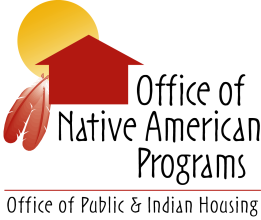 Office of
Native American
Programs
Office of Public & Indian Housing